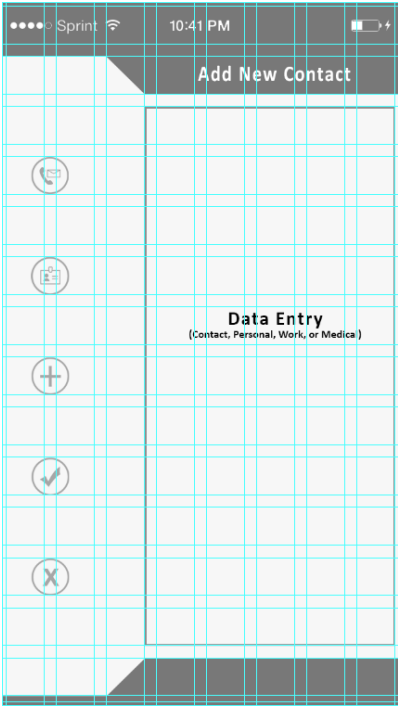 Sprint 10:41 PM
Add New Contact
Data Entry
(Contact, Personal, Work, or Medical)
X